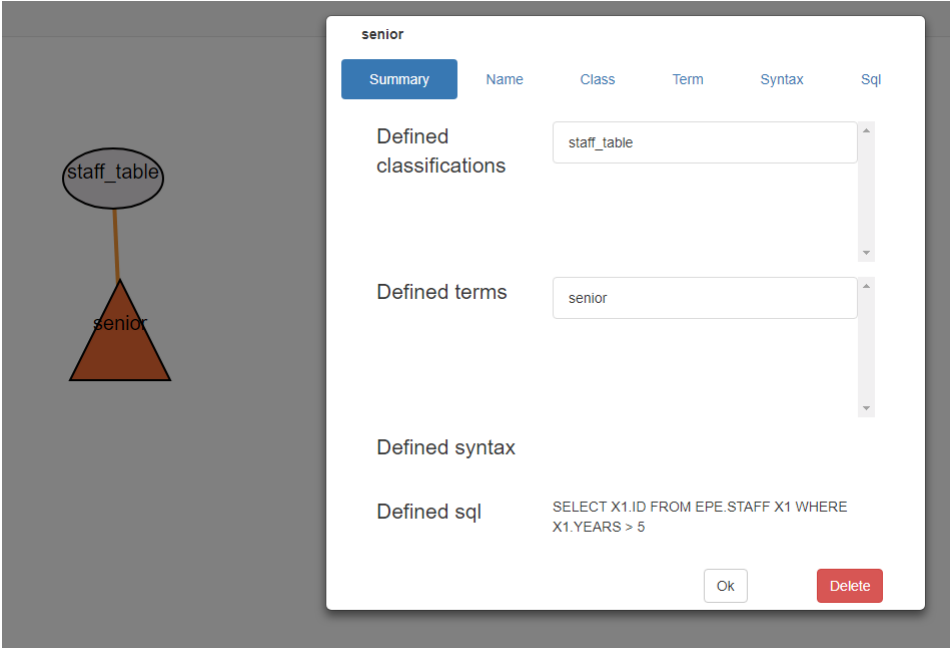 senior
Summary
Name
Class
Term
Syntax
Sql
Defined
classifications
staff_table
Defined terms
senior
Defined syntax
Defined sql
SELECT X1.ID FROM EPE.STAFF X1 WHERE
X1.YEARS > 5
Ok
Delete
staff_table
senior